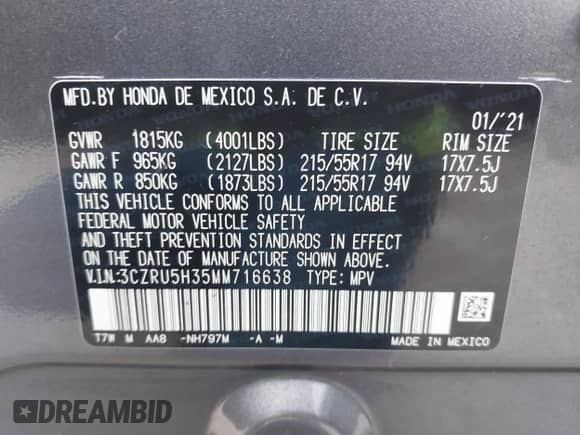 MFD.BY HONDA DE MEXICO S.A. DE C.V.
01/'21
GVWR 1815KG (4001LBS) TIRE SIZE RIM SIZE
GAWR F 965KG (2127LBS) 215/55R17 94V 17X7.5J
GAWR R 850KG (1873LBS) 215/55R17 94V 17X7.5J
THIS VEHICLE CONFORMS TO ALL APPLICABLE
FEDERAL MOTOR VEHICLE SAFETY
AND THEFT PREVENTION STANDARDS IN EFFECT
ON THE DATE OF MANUFACTURE SHOWN ABOVE.
V.I.N:3CZRU5H35MM716638 TYPE: MPV
T7W M AA8 -NH797M -A -M
MADE IN MEXICO
DREAMBID